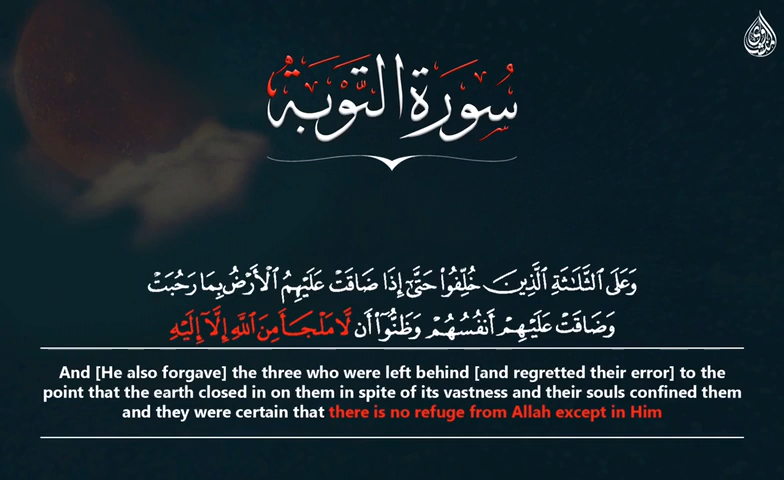 سُورَةُ التَّوْبَةِ
وَعَلَى ٱلثَّلَـٰثَةِ ٱلَّذِينَ خُلِّفُوا۟ حَتَّىٰٓ إِذَا ضَاقَتْ عَلَيْهِمُ ٱلْأَرْضُ بِمَا رَحُبَتْ
وَضَاقَتْ عَلَيْهِمْ أَنفُسُهُمْ وَظَنُّوٓا۟ أَن لَّا مَلْجَأَ مِنَ ٱللَّهِ إِلَّآ إِلَيْهِ
And [He also forgave] the three who were left behind [and regretted their error] to the
point that the earth closed in on them in spite of its vastness and their souls confined them
and they were certain that there is no refuge from Allah except in Him